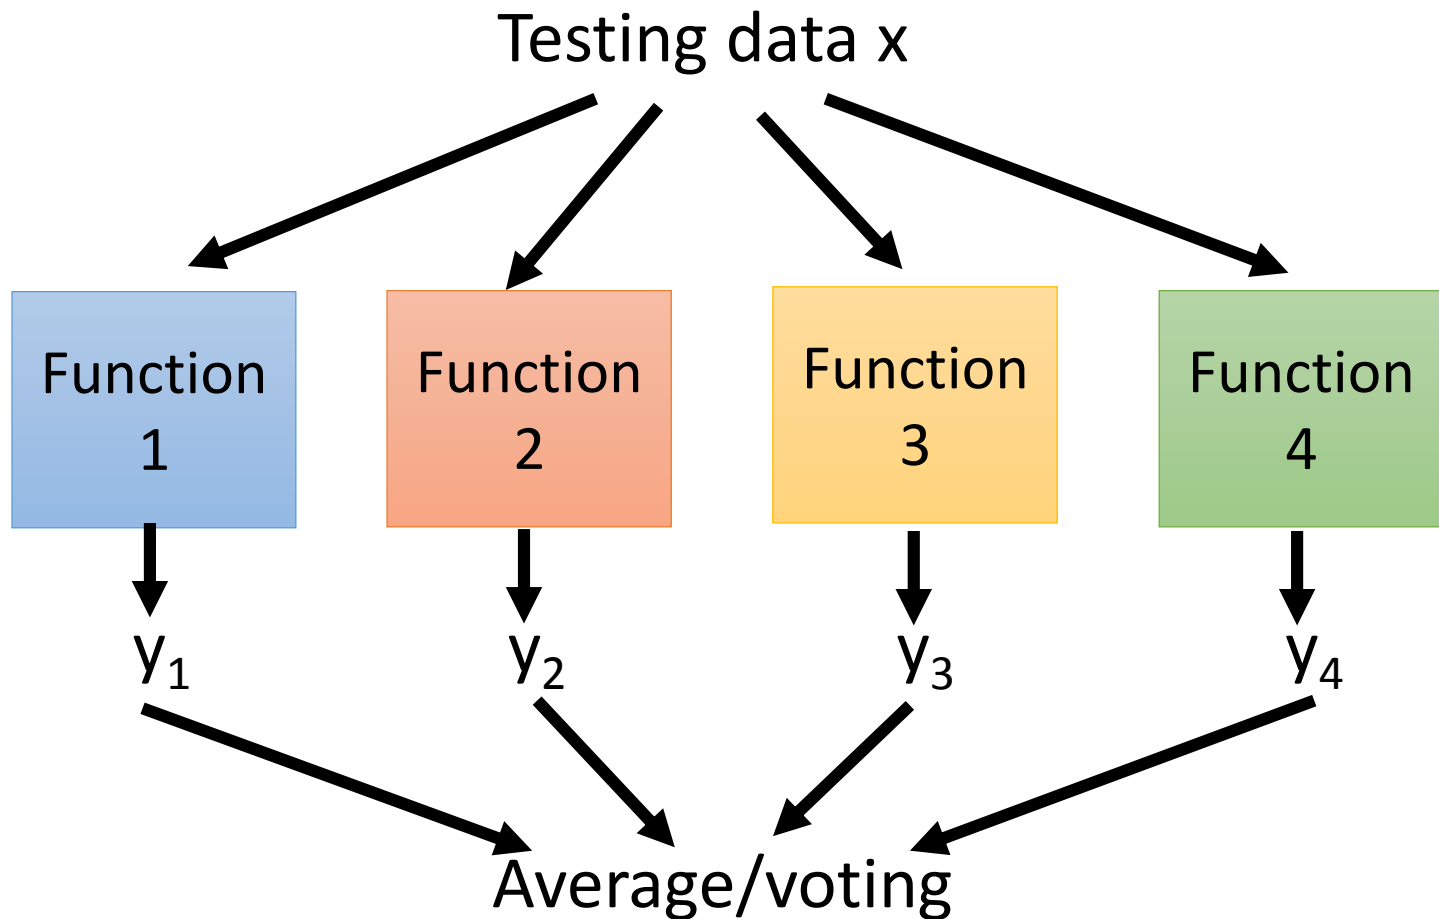 Testing data x
Function
1
Function
2
Function
3
Function
4
y₁
y₂
y₃
y₄
Average/voting